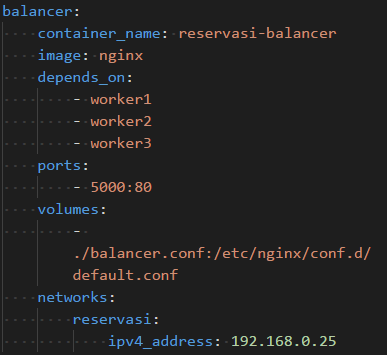 balancer:
    container_name: reservasi-balancer
    image: nginx
    depends_on:
        - worker1
        - worker2
        - worker3
    ports:
        - 5000:80
    volumes:
        -
        ./balancer.conf:/etc/nginx/conf.d/
        default.conf
    networks:
        reservasi:
            ipv4_address: 192.168.0.25